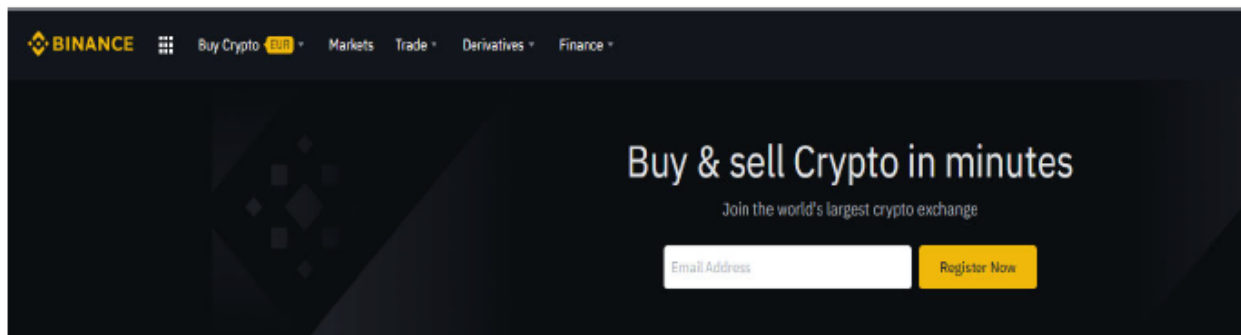 BINANCE Buy Crypto EUR Markets Trade Derivatives Finance
Buy & sell Crypto in minutes
Join the world's largest crypto exchange
Email Address Register Now